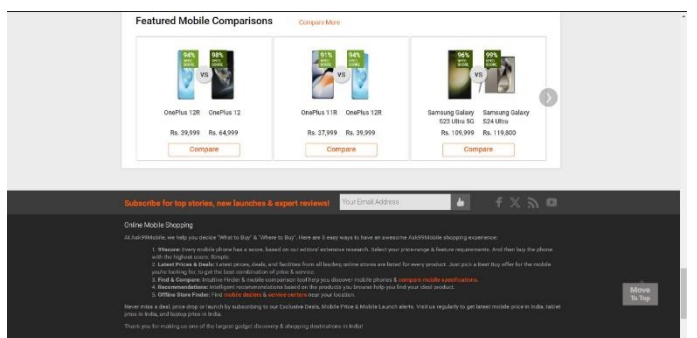 Featured Mobile Comparisons
Compare More
94% SPEC SCORE
VS
98% SPEC SCORE
OnePlus 12R OnePlus 12
Rs. 39,999 Rs. 64,999
Compare
91% SPEC SCORE
VS
94% SPEC SCORE
OnePlus 11R OnePlus 12R
Rs. 37,999 Rs. 39,999
Compare
96% SPEC SCORE
VS
99% SPEC SCORE
Samsung Galaxy S23 Ultra 5G
Samsung Galaxy S24 Ultra
Rs. 109,999 Rs. 119,800
Compare
Subscribe for top stories, new launches & expert reviews!
Your Email Address
Online Mobile Shopping
At Ask99Mobile, we help you decide "What to Buy" & "Where to Buy". Here are 5 easy ways to have an awesome Ask99Mobile shopping experience:
1. 99score: Every mobile phone has a score, based on our editors' extensive research. Select your price-range & feature requirements. And then buy the phone
with the highest score. Simple.
2. Latest Prices & Deals: Latest prices, deals, and facilities from all leading online stores are listed for every product. Just pick a Best Buy offer for the mobile
you're looking for to get the best combination of price & service.
3. Find & Compare: Intuitive Finder & mobile comparison tool help you discover mobile phones & compare mobile specifications.
4. Recommendations: Intelligent recommendations based on the products you browse help you find your ideal product.
5. Offline Store Finder: Find mobile dealers & service centers near your location.
Never miss a deal, price drop or launch by subscribing to our Exclusive Deals, Mobile Price & Mobile Launch alerts. Visit us regularly to get latest mobile price in India, tablet
price in India, and laptop price in India.
Thank you for making us one of the largest gadget discovery & shopping destinations in India!
Move
To Top